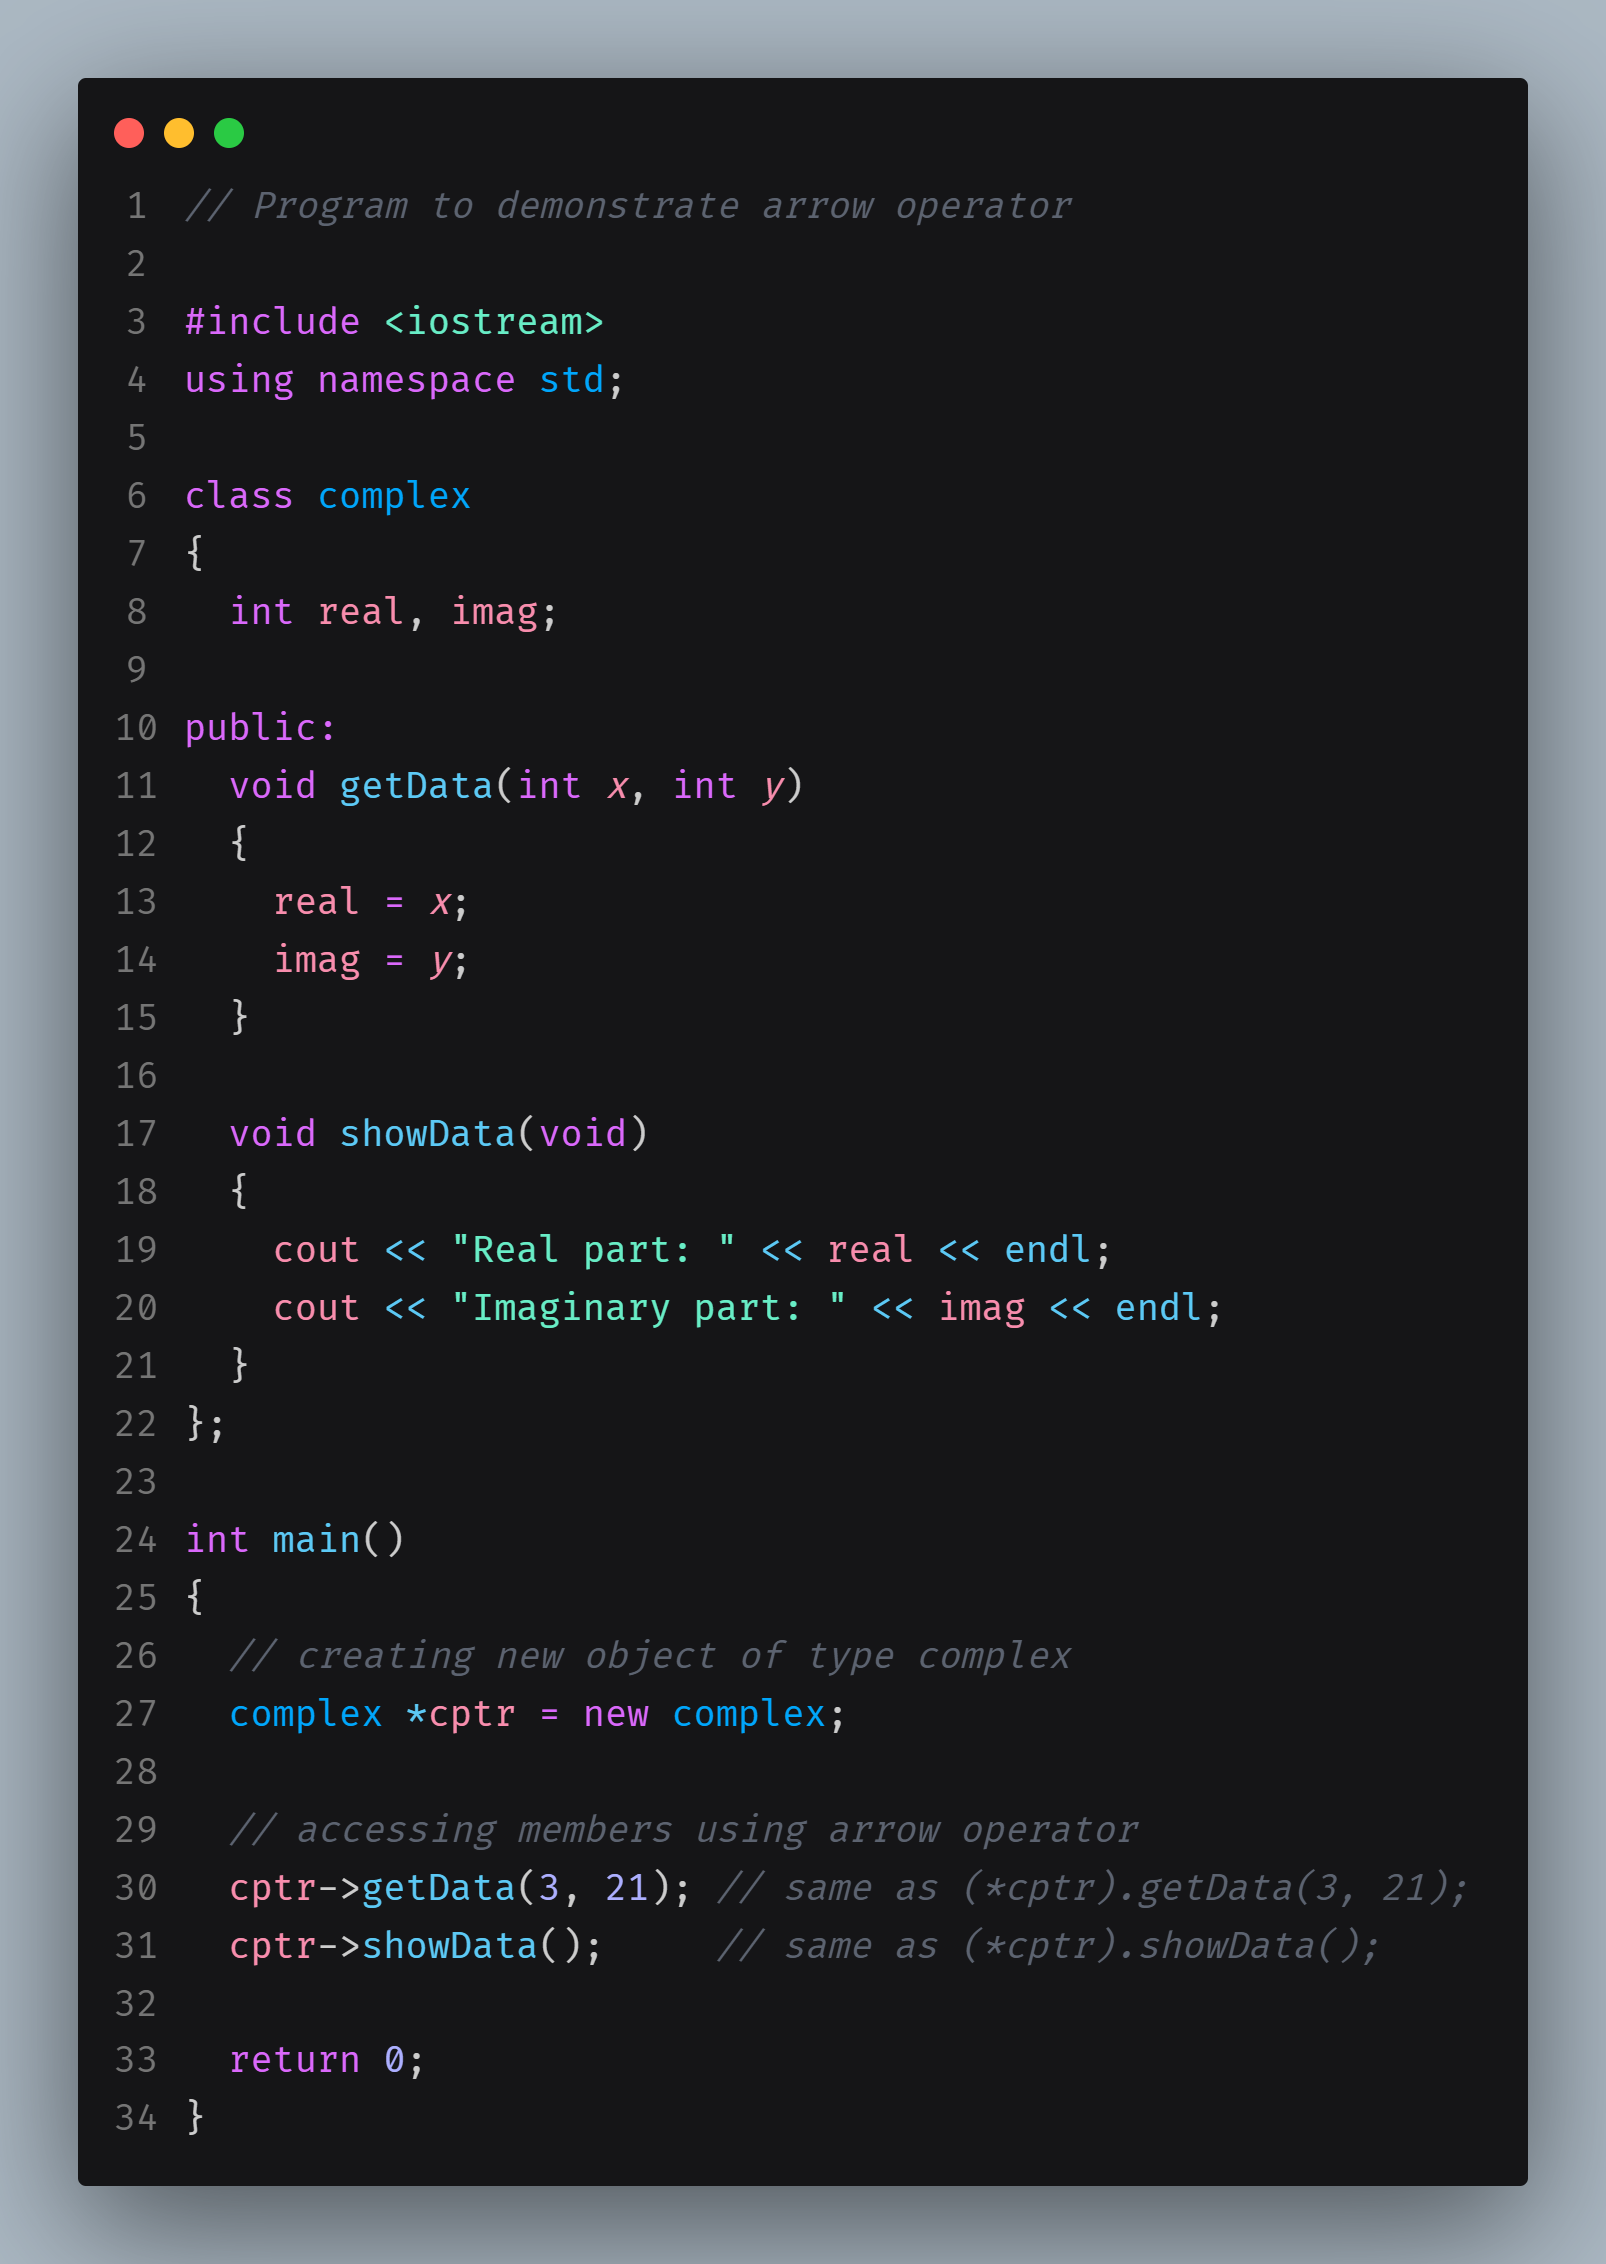 1 // Program to demonstrate arrow operator
2
3 #include <iostream>
4 using namespace std;
5
6 class complex
7 {
8   int real, imag;
9
10 public:
11   void getData(int x, int y)
12   {
13     real = x;
14     imag = y;
15   }
16
17   void showData(void)
18   {
19     cout << "Real part: " << real << endl;
20     cout << "Imaginary part: " << imag << endl;
21   }
22 };
23
24 int main()
25 {
26   // creating new object of type complex
27   complex *cptr = new complex;
28
29   // accessing members using arrow operator
30   cptr->getData(3, 21); // same as (*cptr).getData(3, 21);
31   cptr->showData();     // same as (*cptr).showData();
32
33   return 0;
34 }